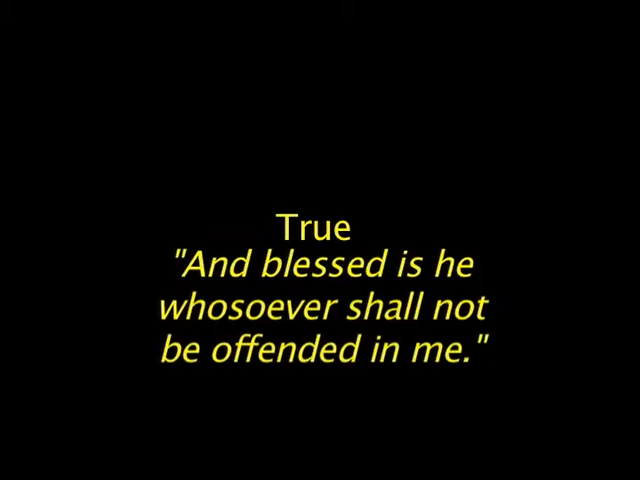 True
"And blessed is he
whosoever shall not
be offended in me."